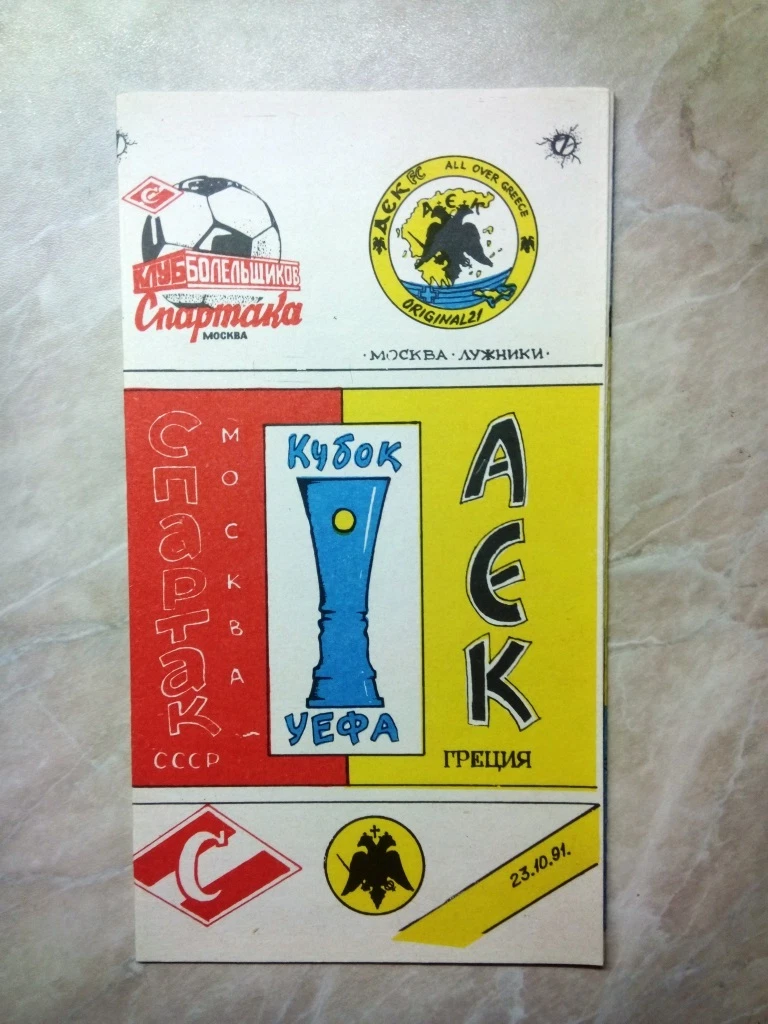 С
КЛУБ БОЛЕЛЬЩИКОВ
Спартака
МОСКВА
AEK FC ALL OVER GREECE
A·E·K
ORIGINAL 21
·МОСКВА·ЛУЖНИКИ·
Спартак
МОСКВА
СССР
Кубок
УЕФА
АЕК
ГРЕЦИЯ
С
23.10.91.